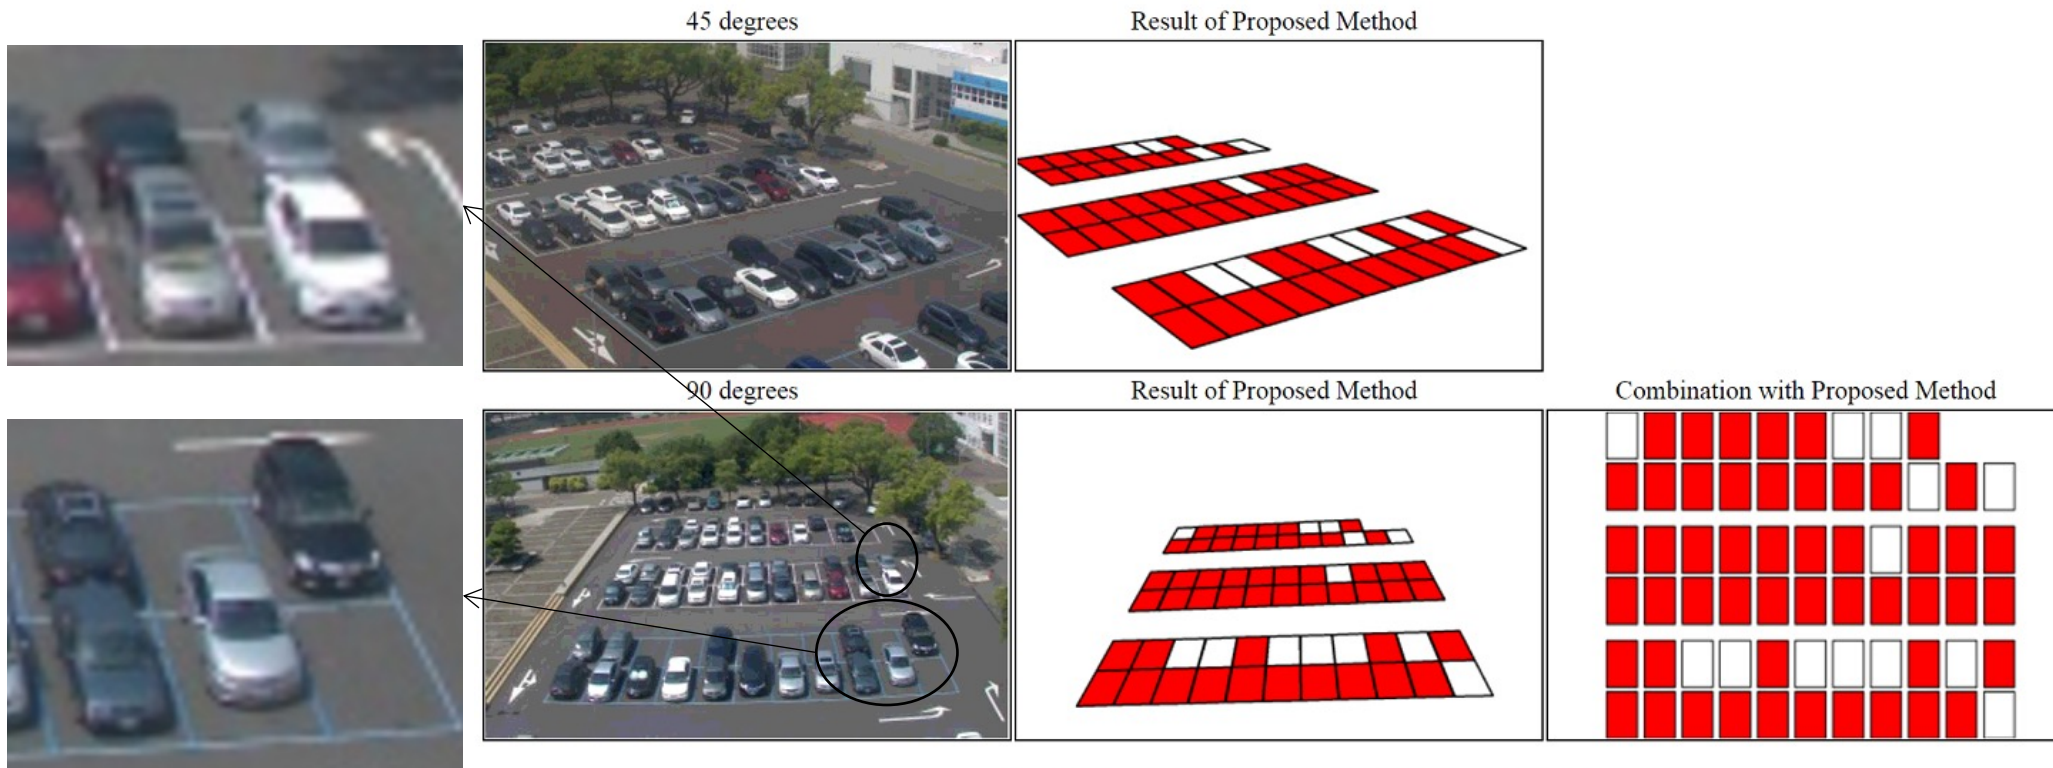 45 degrees
Result of Proposed Method
90 degrees
Result of Proposed Method
Combination with Proposed Method